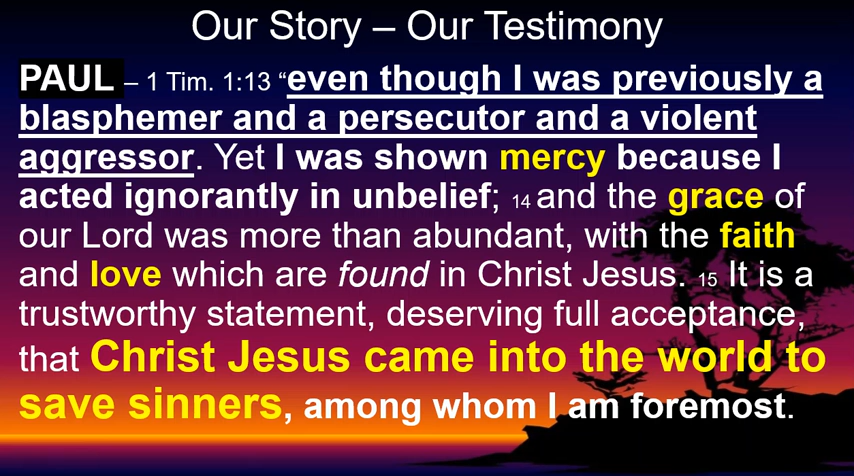 Our Story – Our Testimony
PAUL – 1 Tim. 1:13 “even though I was previously a
blasphemer and a persecutor and a violent
aggressor. Yet I was shown mercy because I
acted ignorantly in unbelief; 14 and the grace of
our Lord was more than abundant, with the faith
and love which are found in Christ Jesus. 15 It is a
trustworthy statement, deserving full acceptance,
that Christ Jesus came into the world to
save sinners, among whom I am foremost.